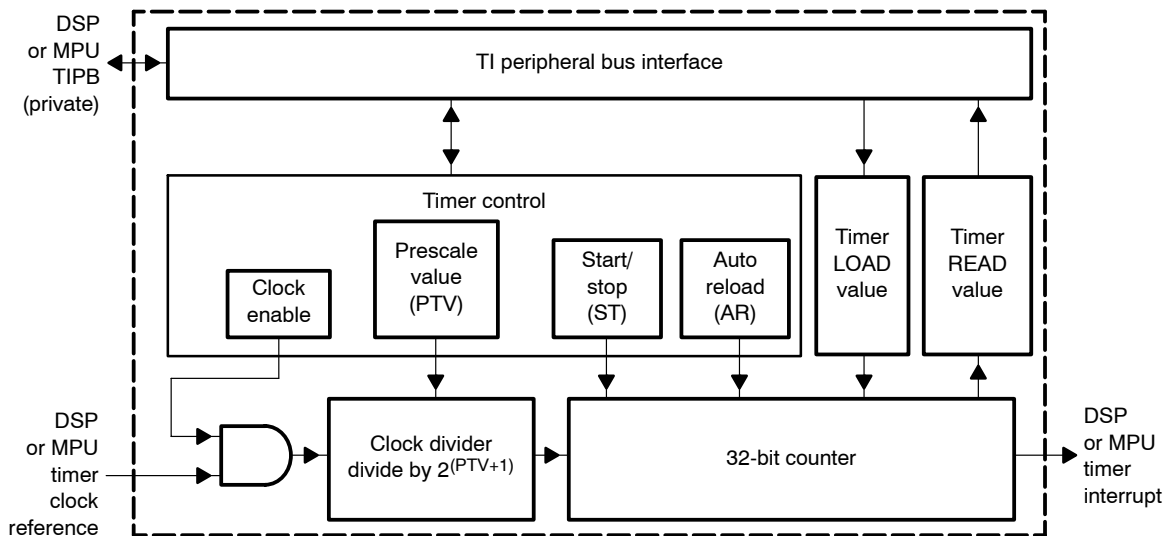 DSP
or MPU
TIPB
(private)
TI peripheral bus interface
Timer control
Clock
enable
Prescale
value
(PTV)
Start/
stop
(ST)
Auto
reload
(AR)
Timer
LOAD
value
Timer
READ
value
DSP
or MPU
timer
clock
reference
Clock divider
divide by 2(PTV+1)
32-bit counter
DSP
or MPU
timer
interrupt